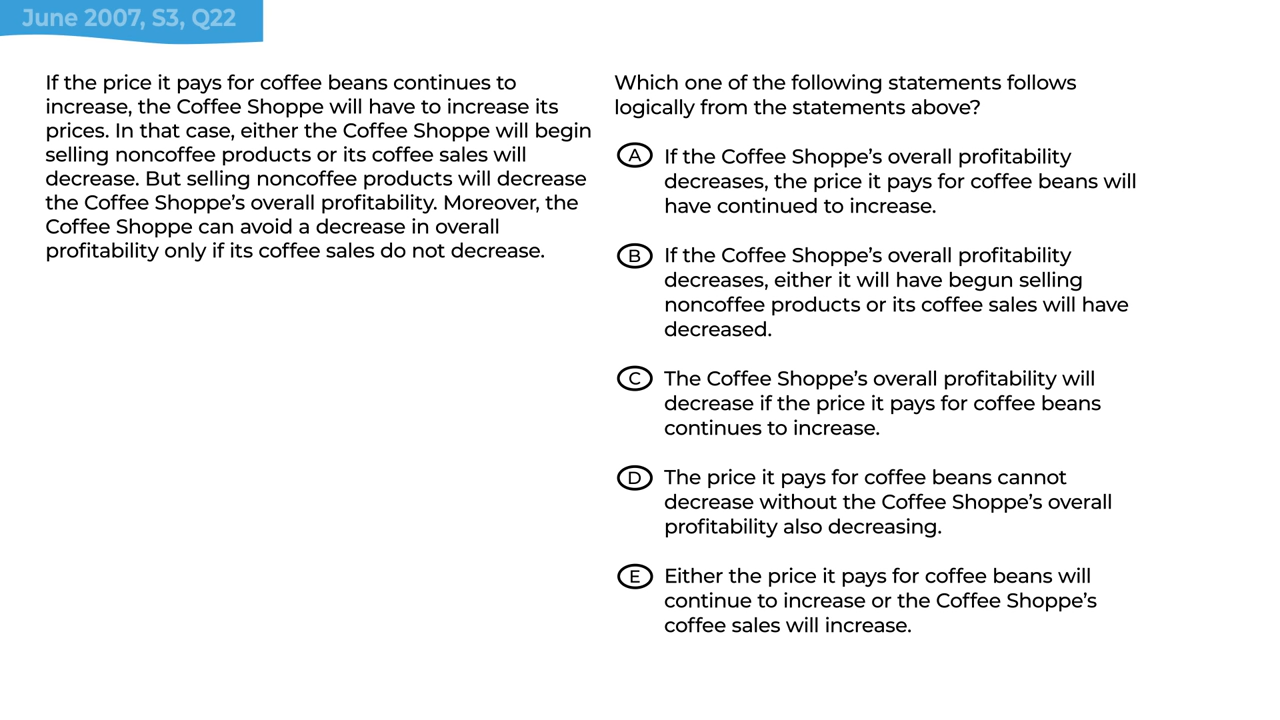 June 2007, S3, Q22
If the price it pays for coffee beans continues to
increase, the Coffee Shoppe will have to increase its
prices. In that case, either the Coffee Shoppe will begin
selling noncoffee products or its coffee sales will
decrease. But selling noncoffee products will decrease
the Coffee Shoppe's overall profitability. Moreover, the
Coffee Shoppe can avoid a decrease in overall
profitability only if its coffee sales do not decrease.
Which one of the following statements follows
logically from the statements above?
A If the Coffee Shoppe's overall profitability
decreases, the price it pays for coffee beans will
have continued to increase.
B If the Coffee Shoppe's overall profitability
decreases, either it will have begun selling
noncoffee products or its coffee sales will have
decreased.
C The Coffee Shoppe's overall profitability will
decrease if the price it pays for coffee beans
continues to increase.
D The price it pays for coffee beans cannot
decrease without the Coffee Shoppe's overall
profitability also decreasing.
E Either the price it pays for coffee beans will
continue to increase or the Coffee Shoppe's
coffee sales will increase.